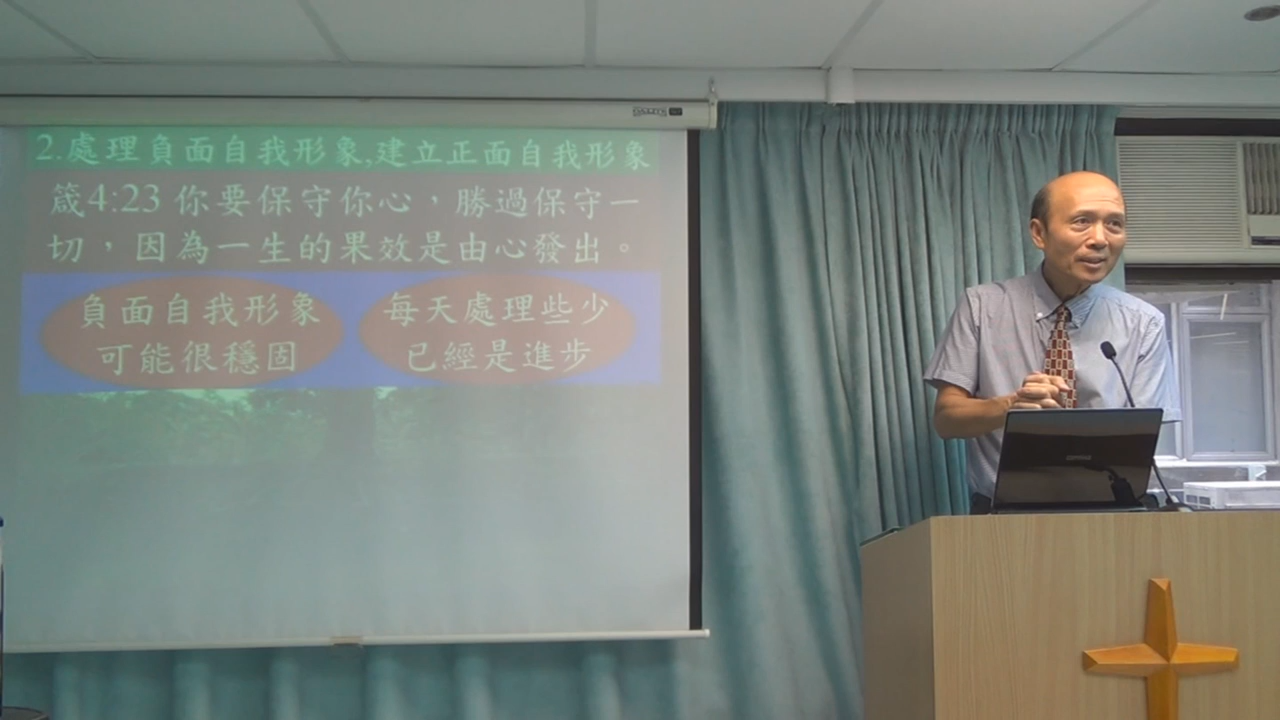 2.處理負面自我形象,建立正面自我形象
箴4:23 你要保守你心，勝過保守一
切，因為一生的果效是由心發出。
負面自我形象
可能很穩固
每天處理些少
已經是進步